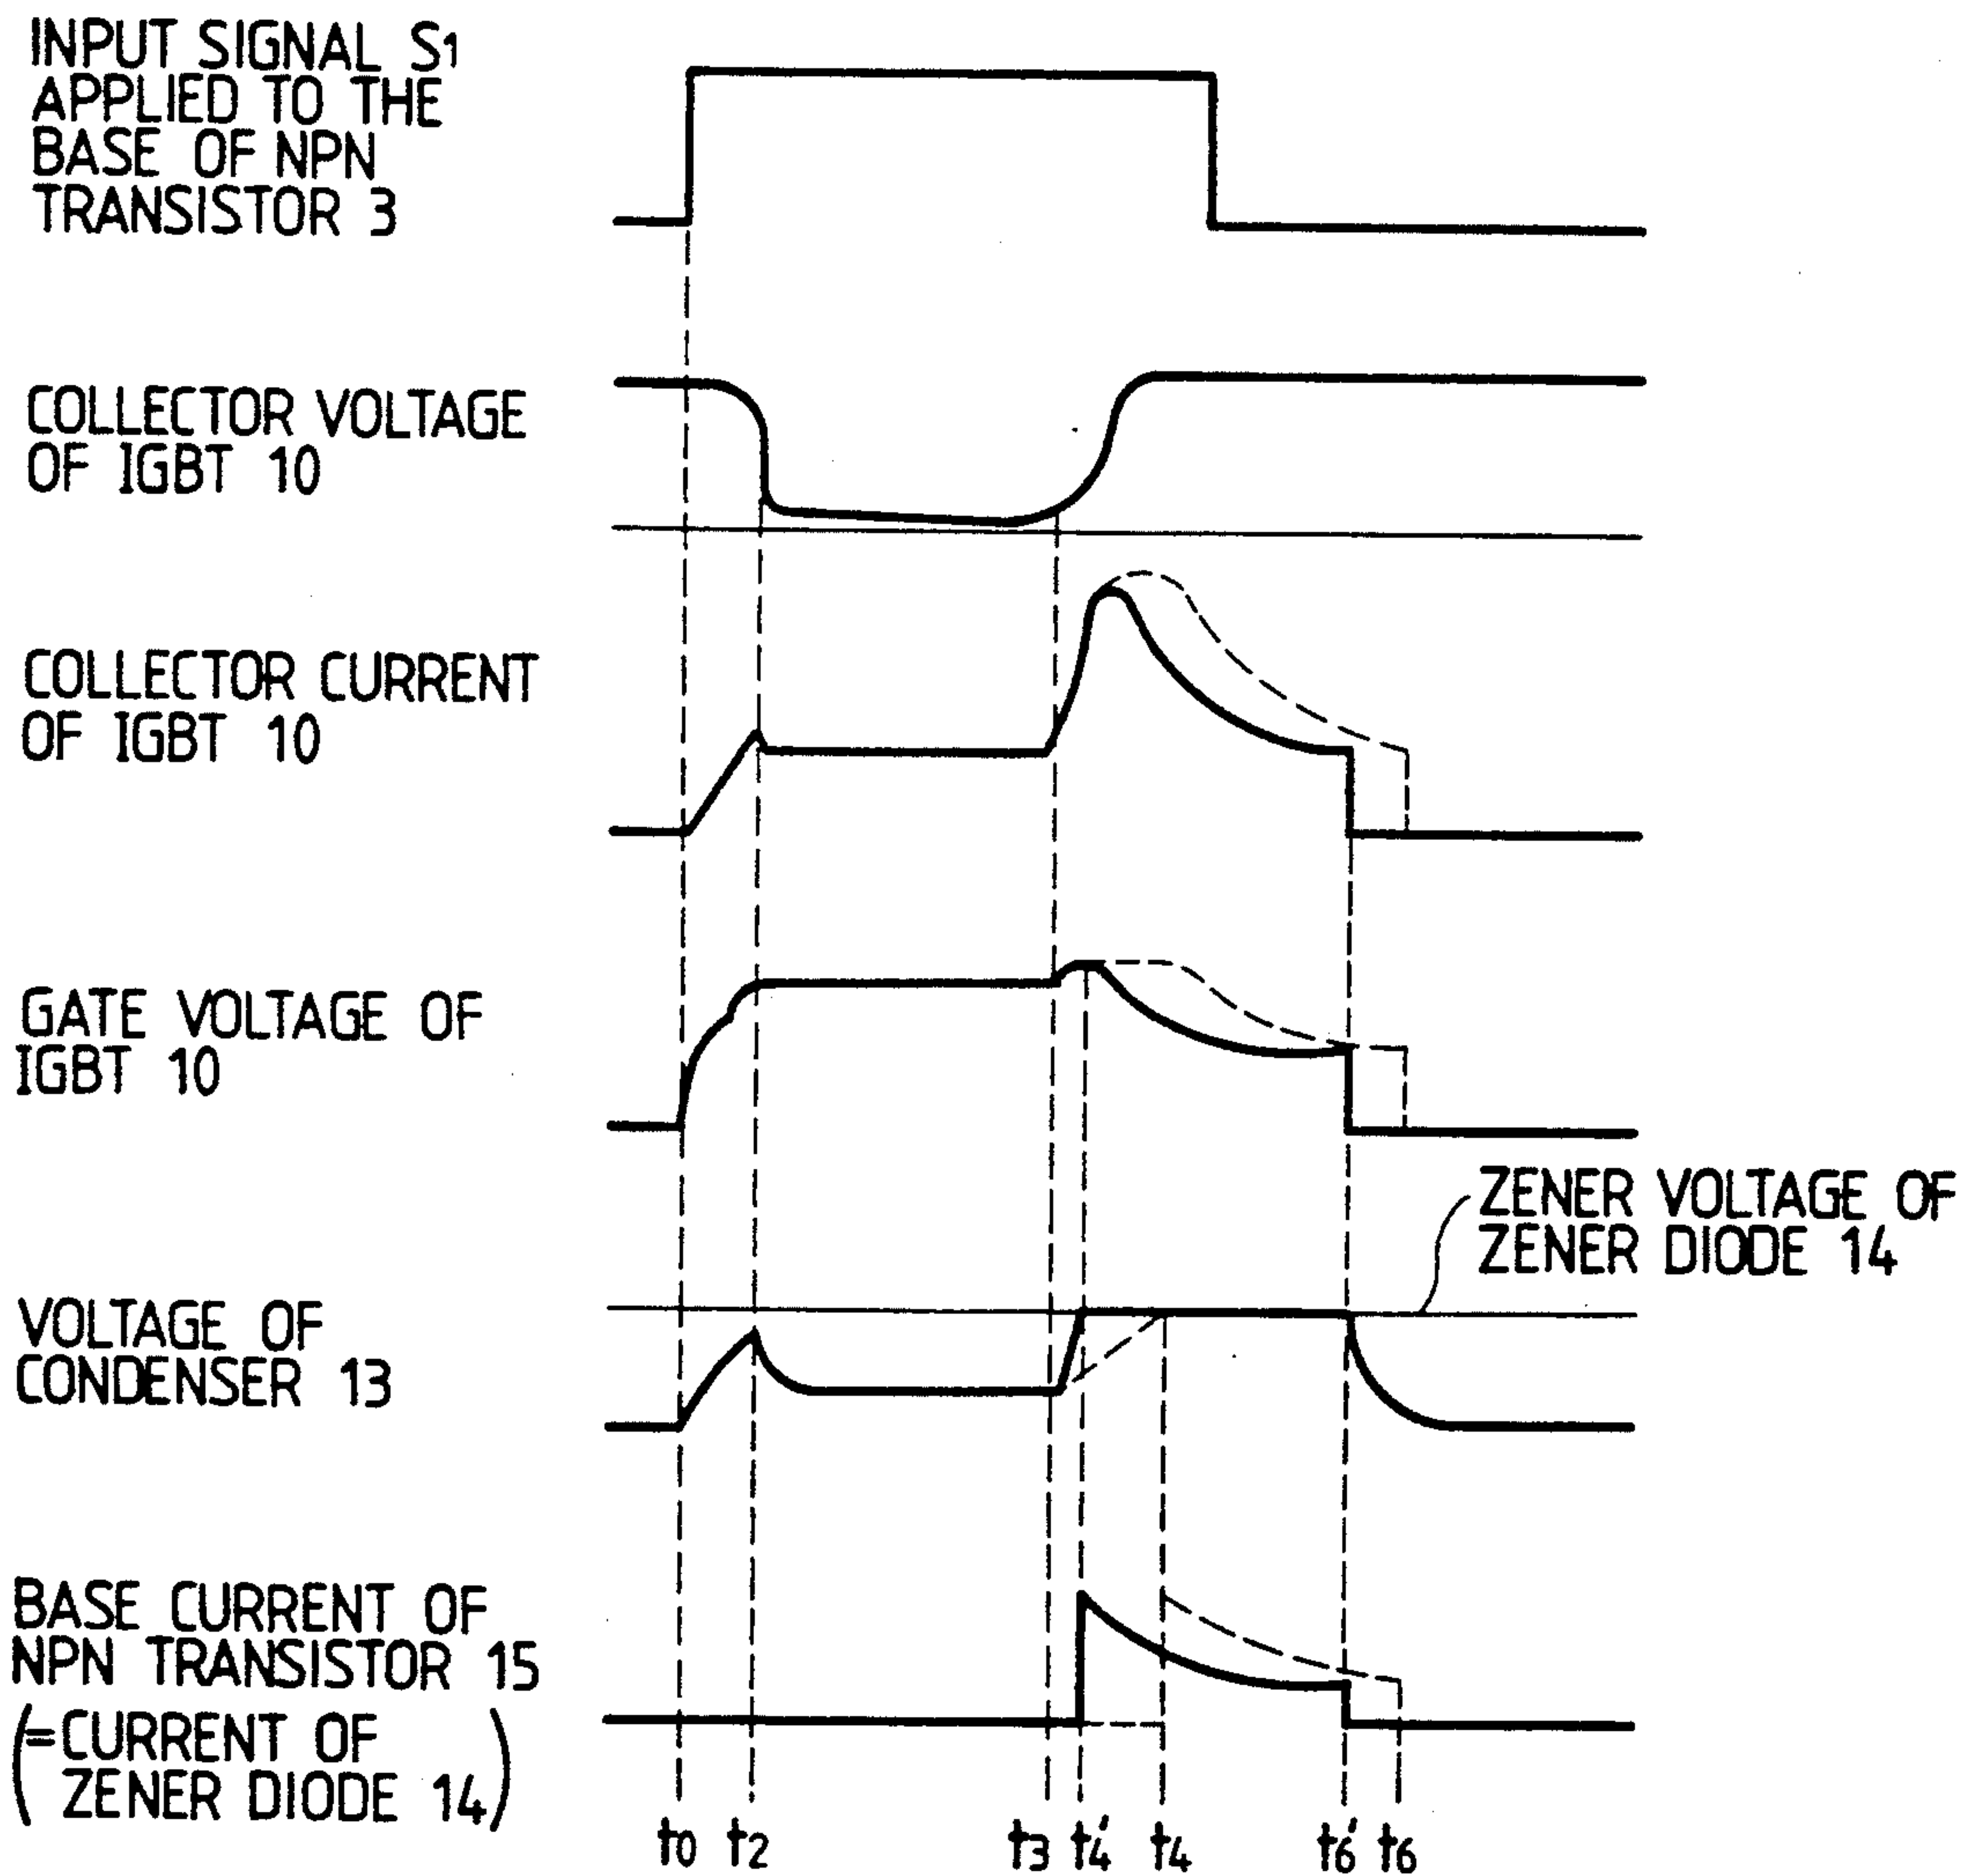 INPUT SIGNAL S1
APPLIED TO THE
BASE OF NPN
TRANSISTOR 3
COLLECTOR VOLTAGE
OF IGBT 10
COLLECTOR CURRENT
OF IGBT 10
GATE VOLTAGE OF
IGBT 10
ZENER VOLTAGE OF
ZENER DIODE 14
VOLTAGE OF
CONDENSER 13
BASE CURRENT OF
NPN TRANSISTOR 15
(=CURRENT OF
ZENER DIODE 14)
t0 t2 t3 t4' t4 t6' t6